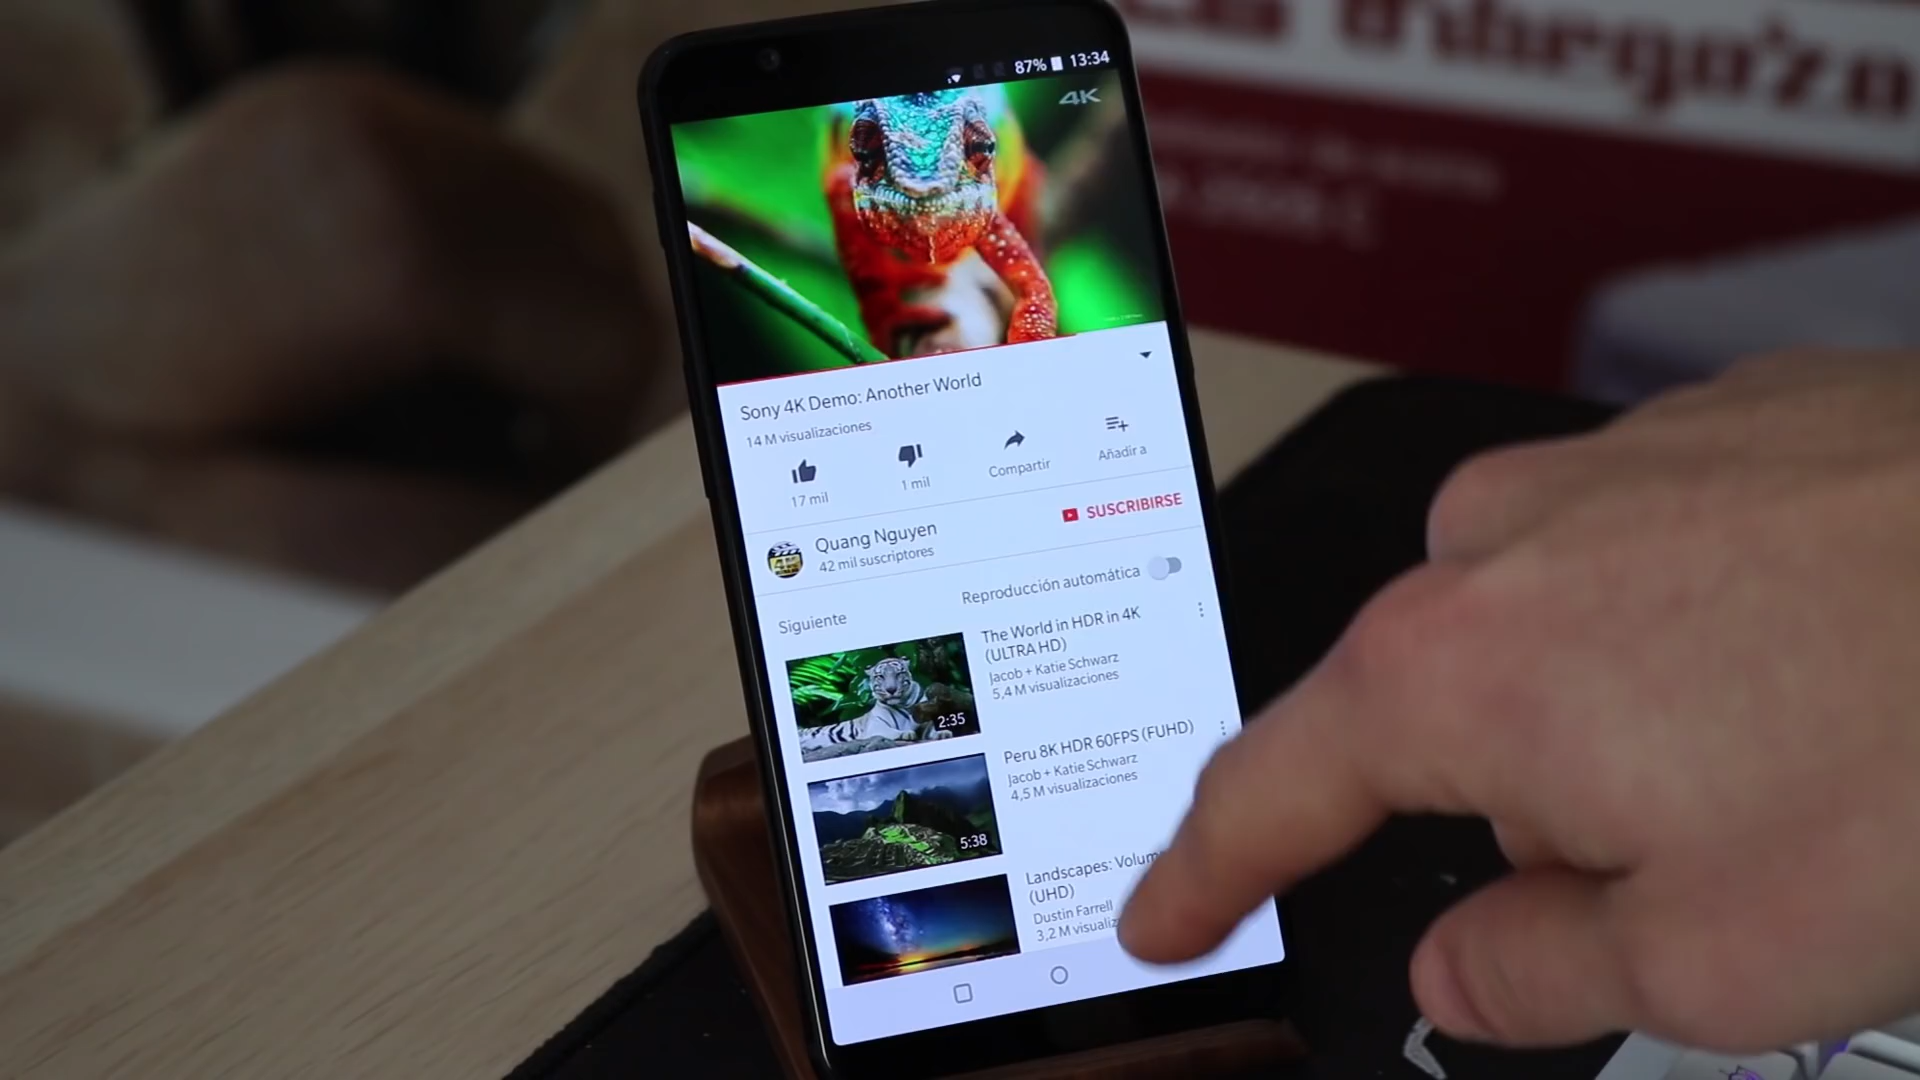 87% 13:34
4K
Sony 4K Demo: Another World
14 M visualizaciones
17 mil
1 mil
Compartir
Añadir a
Quang Nguyen
42 mil suscriptores
SUSCRIBIRSE
Reproducción automática
Siguiente
The World in HDR in 4K
(ULTRA HD)
Jacob + Katie Schwarz
5,4 M visualizaciones
2:35
Peru 8K HDR 60FPS (FUHD)
Jacob + Katie Schwarz
4,5 M visualizaciones
5:38
Landscapes:
(UHD)
Dustin Farrell
3,2 M